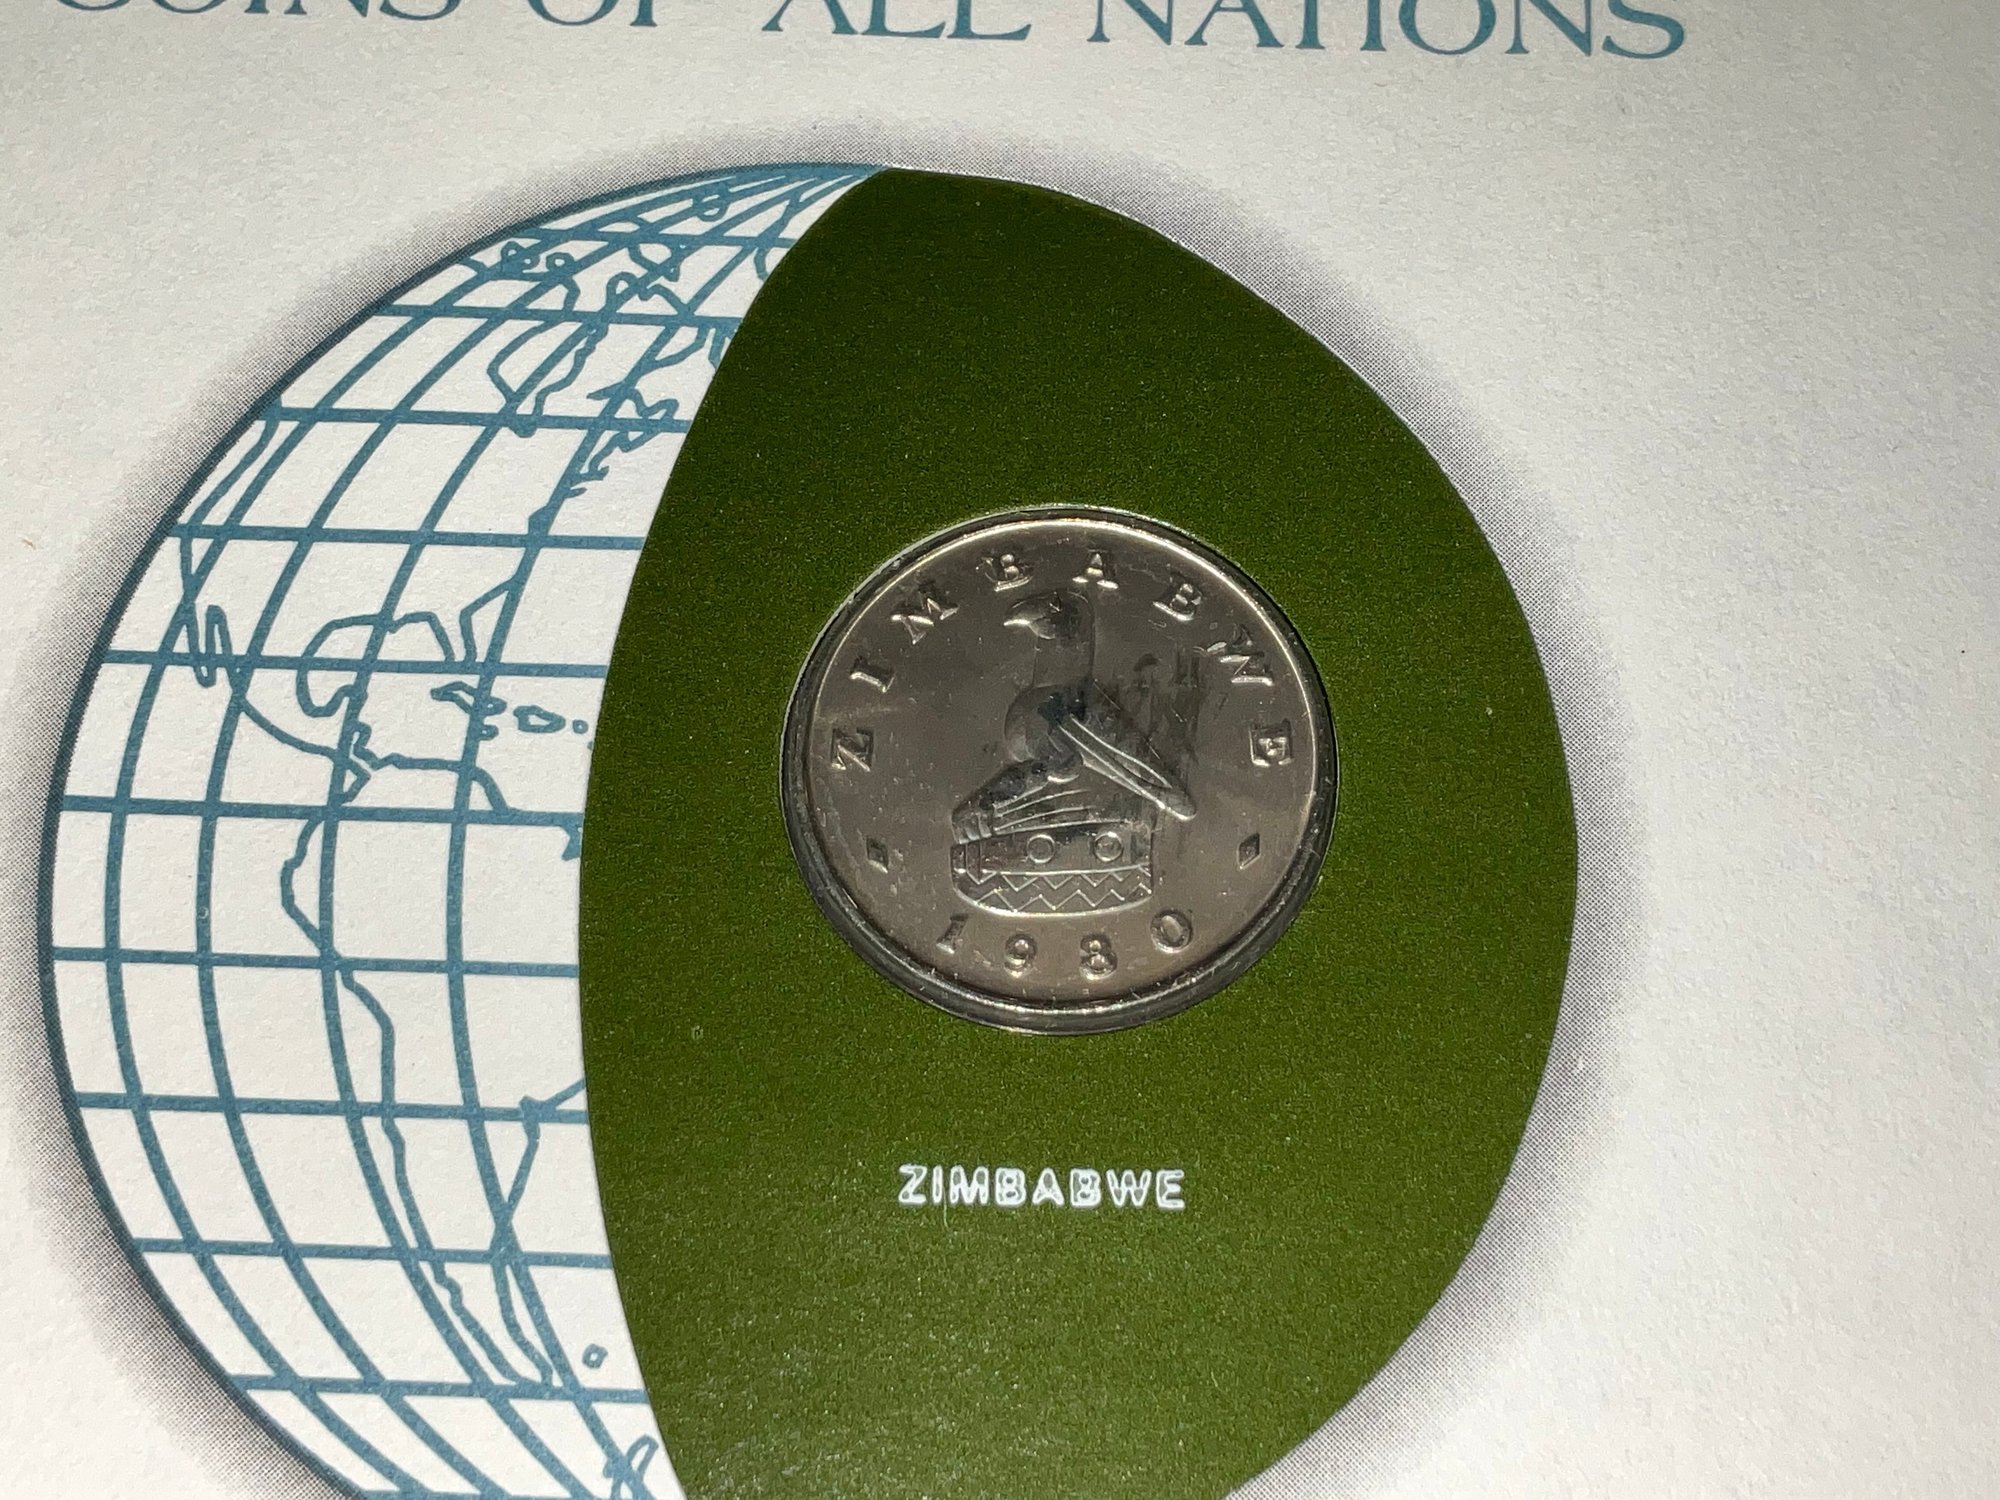 COINS OF ALL NATIONS
ZIMBABWE
1980
ZIMBABWE